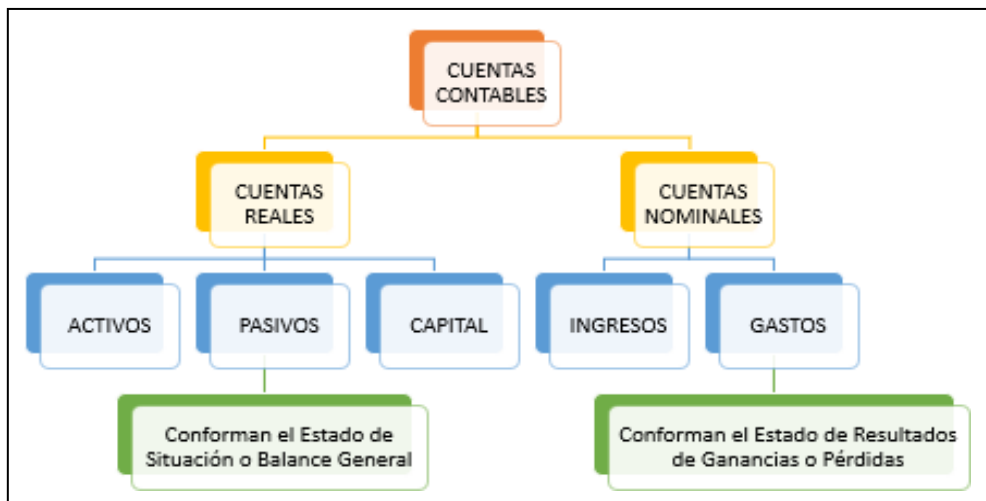 CUENTAS
CONTABLES
CUENTAS
REALES
CUENTAS
NOMINALES
ACTIVOS
PASIVOS
CAPITAL
INGRESOS
GASTOS
Conforman el Estado de
Situación o Balance General
Conforman el Estado de Resultados
de Ganancias o Pérdidas